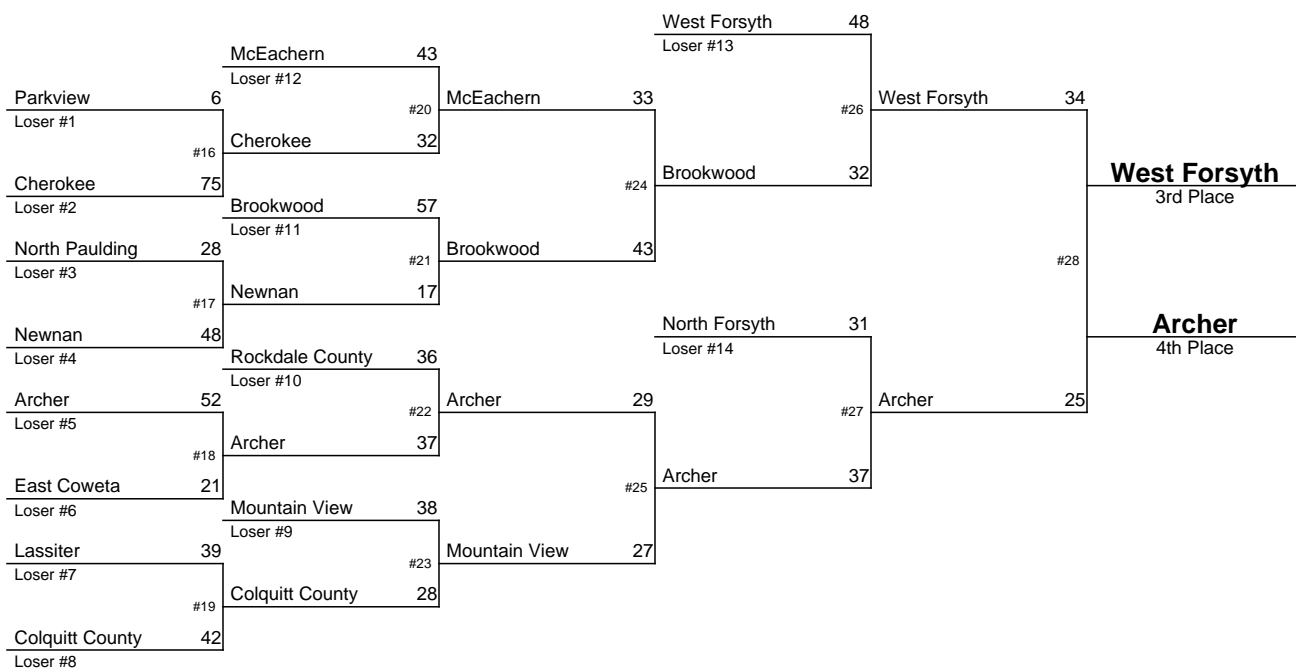 West Forsyth 48
Loser #13
McEachern 43
Loser #12
Parkview 6
Loser #1
#20
McEachern 33
#26
West Forsyth 34
#16
Cherokee 32
Cherokee 75
Loser #2
#24
Brookwood 32
West Forsyth
3rd Place
Brookwood 57
Loser #11
North Paulding 28
Loser #3
#21
Brookwood 43
#28
#17
Newnan 17
Newnan 48
Loser #4
North Forsyth 31
Loser #14
Archer
4th Place
Rockdale County 36
Loser #10
Archer 52
Loser #5
#22
Archer 29
#27
Archer 25
#18
Archer 37
East Coweta 21
Loser #6
#25
Archer 37
Mountain View 38
Loser #9
Lassiter 39
Loser #7
#23
Mountain View 27
#19
Colquitt County 28
Colquitt County 42
Loser #8